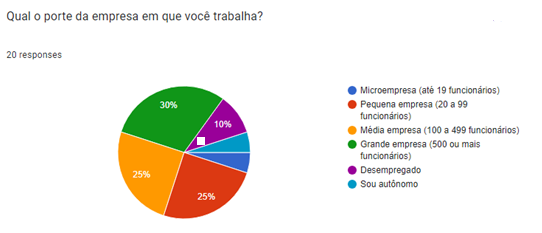 Qual o porte da empresa em que você trabalha?
20 responses
30%
10%
25%
25%
Microempresa (até 19 funcionários)
Pequena empresa (20 a 99
funcionários)
Média empresa (100 a 499 funcionários)
Grande empresa (500 ou mais
funcionários)
Desempregado
Sou autônomo